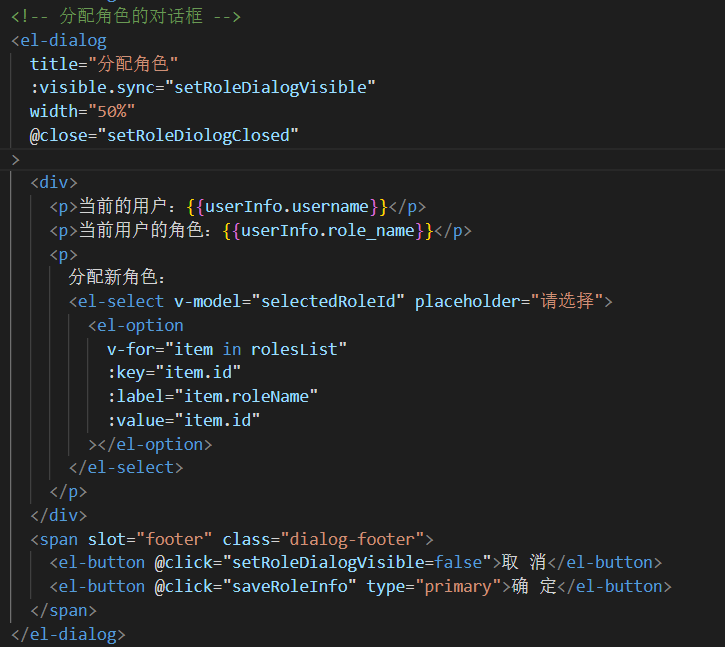 <!-- 分配角色的对话框 -->
<el-dialog
title="分配角色"
:visible.sync="setRoleDialogVisible"
width="50%"
@close="setRoleDiologClosed"
>
<div>
<p>当前的用户：{{userInfo.username}}</p>
<p>当前用户的角色：{{userInfo.role_name}}</p>
<p>
分配新角色：
<el-select v-model="selectedRoleId" placeholder="请选择">
<el-option
v-for="item in rolesList"
:key="item.id"
:label="item.roleName"
:value="item.id"
></el-option>
</el-select>
</p>
</div>
<span slot="footer" class="dialog-footer">
<el-button @click="setRoleDialogVisible=false">取 消</el-button>
<el-button @click="saveRoleInfo" type="primary">确 定</el-button>
</span>
</el-dialog>